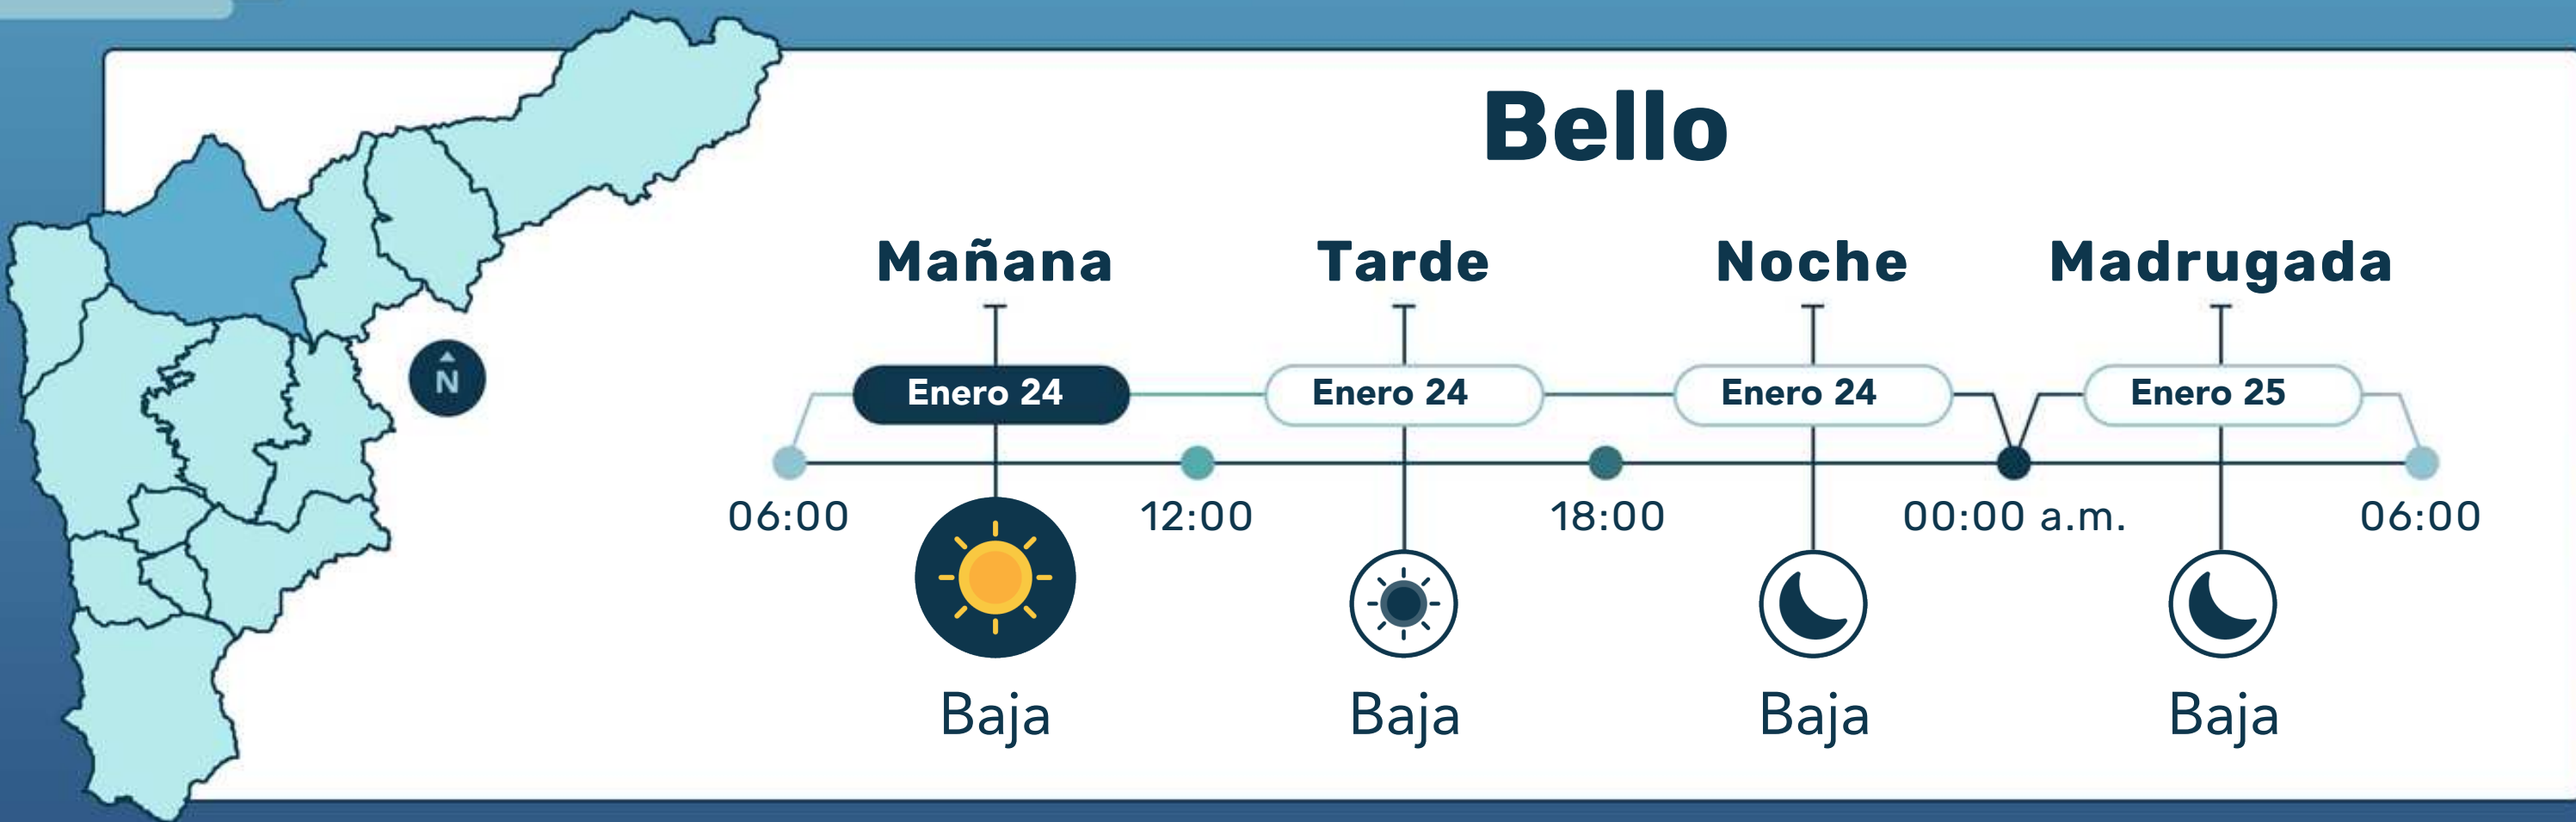 Bello
Mañana Tarde Noche Madrugada
N
Enero 24 Enero 24 Enero 24 Enero 25
06:00 12:00 18:00 00:00 a.m. 06:00
Baja Baja Baja Baja